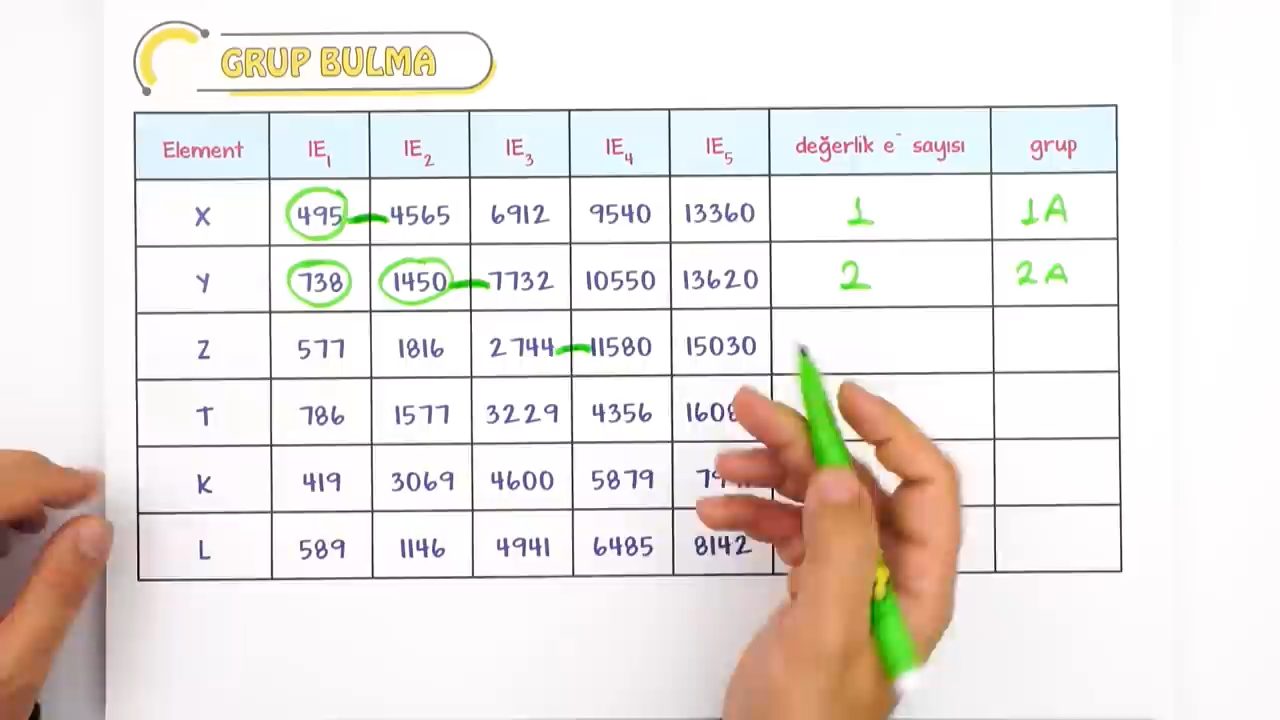 GRUP BULMA
Element IE1 IE2 IE3 IE4 IE5 değerlik e⁻ sayısı grup
X 495 4565 6912 9540 13360 1 1A
Y 738 1450 7732 10550 13620 2 2A
Z 577 1816 2744 11580 15030
T 786 1577 3229 4356
K 419 3069 4600 5879
L 589 1146 4941 6485 8142